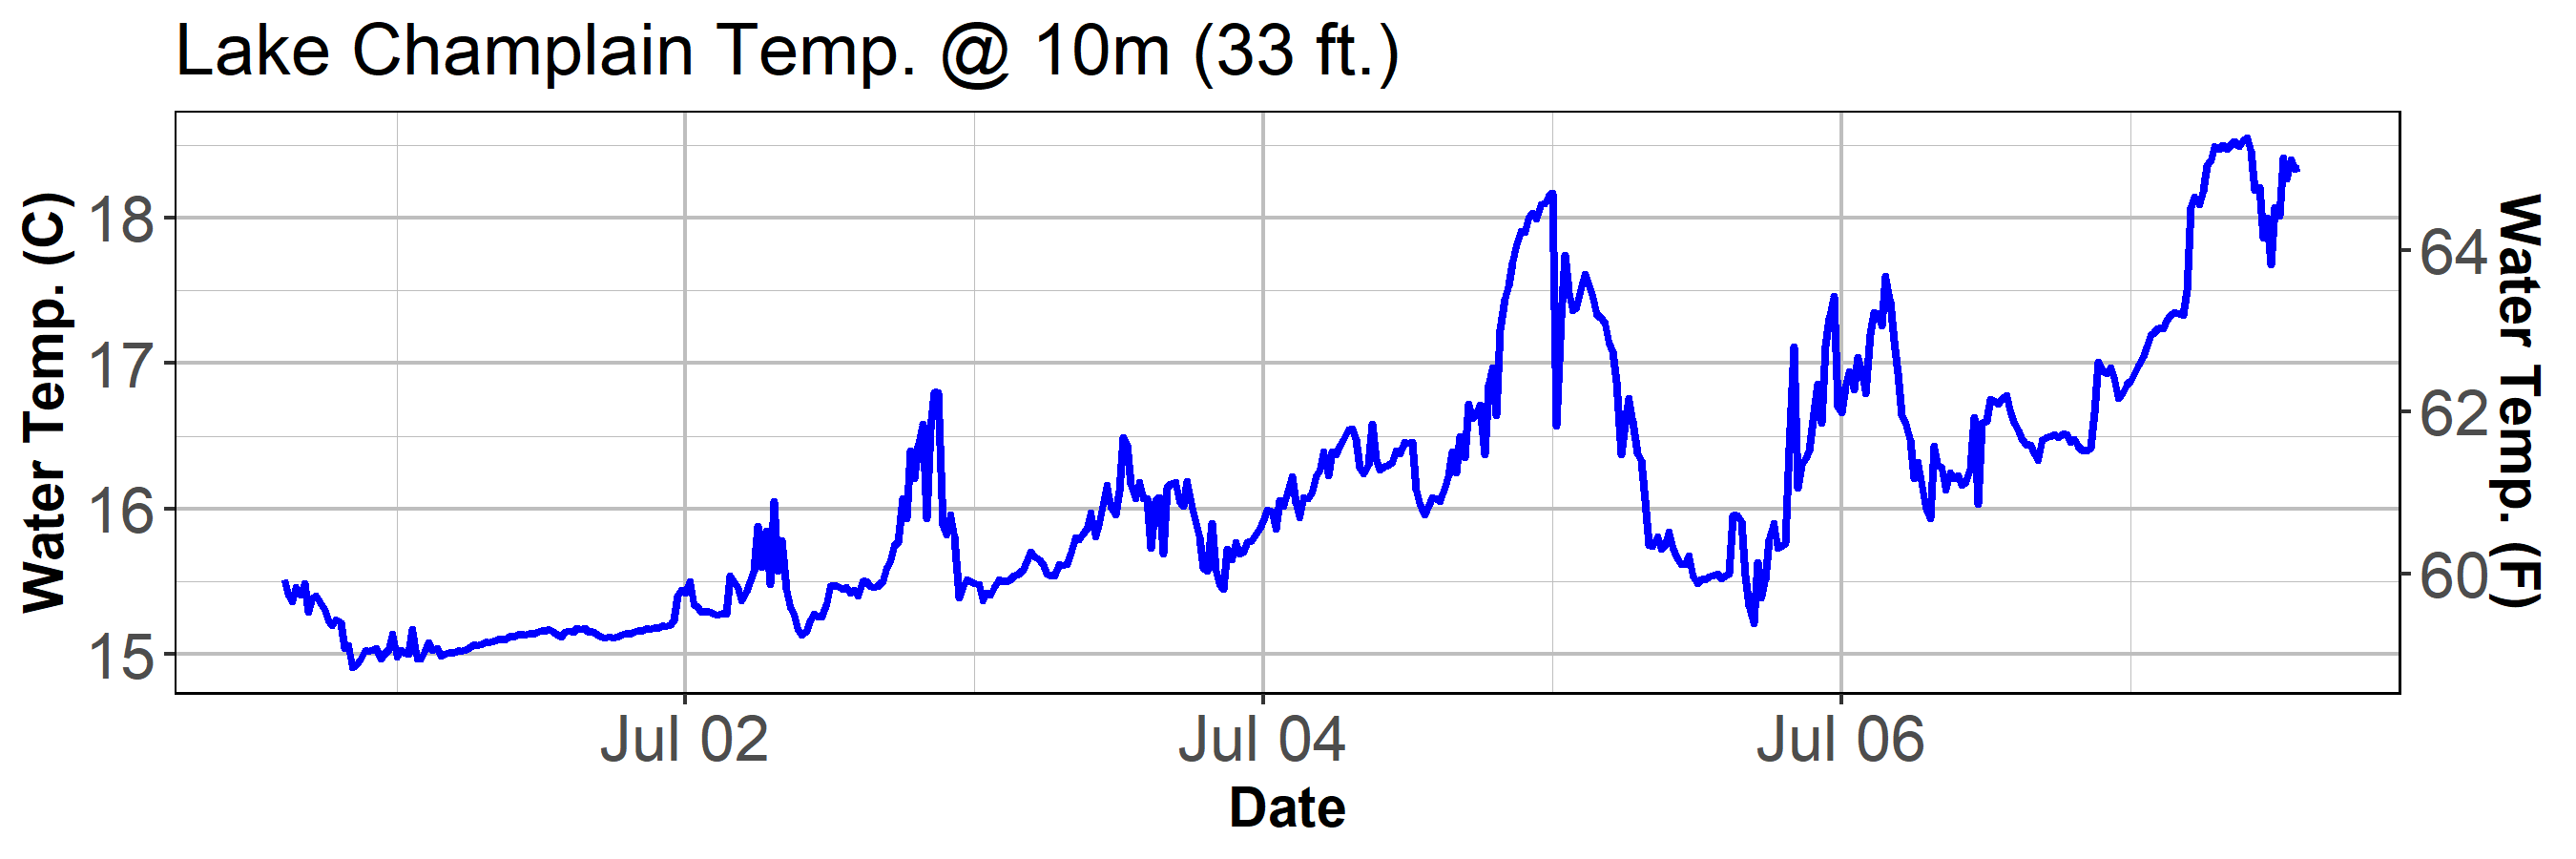 Lake Champlain Temp. @ 10m (33 ft.)
Water Temp. (C)
18
17
16
15
64
62
60
Water Temp. (F)
Jul 02 Jul 04 Jul 06
Date